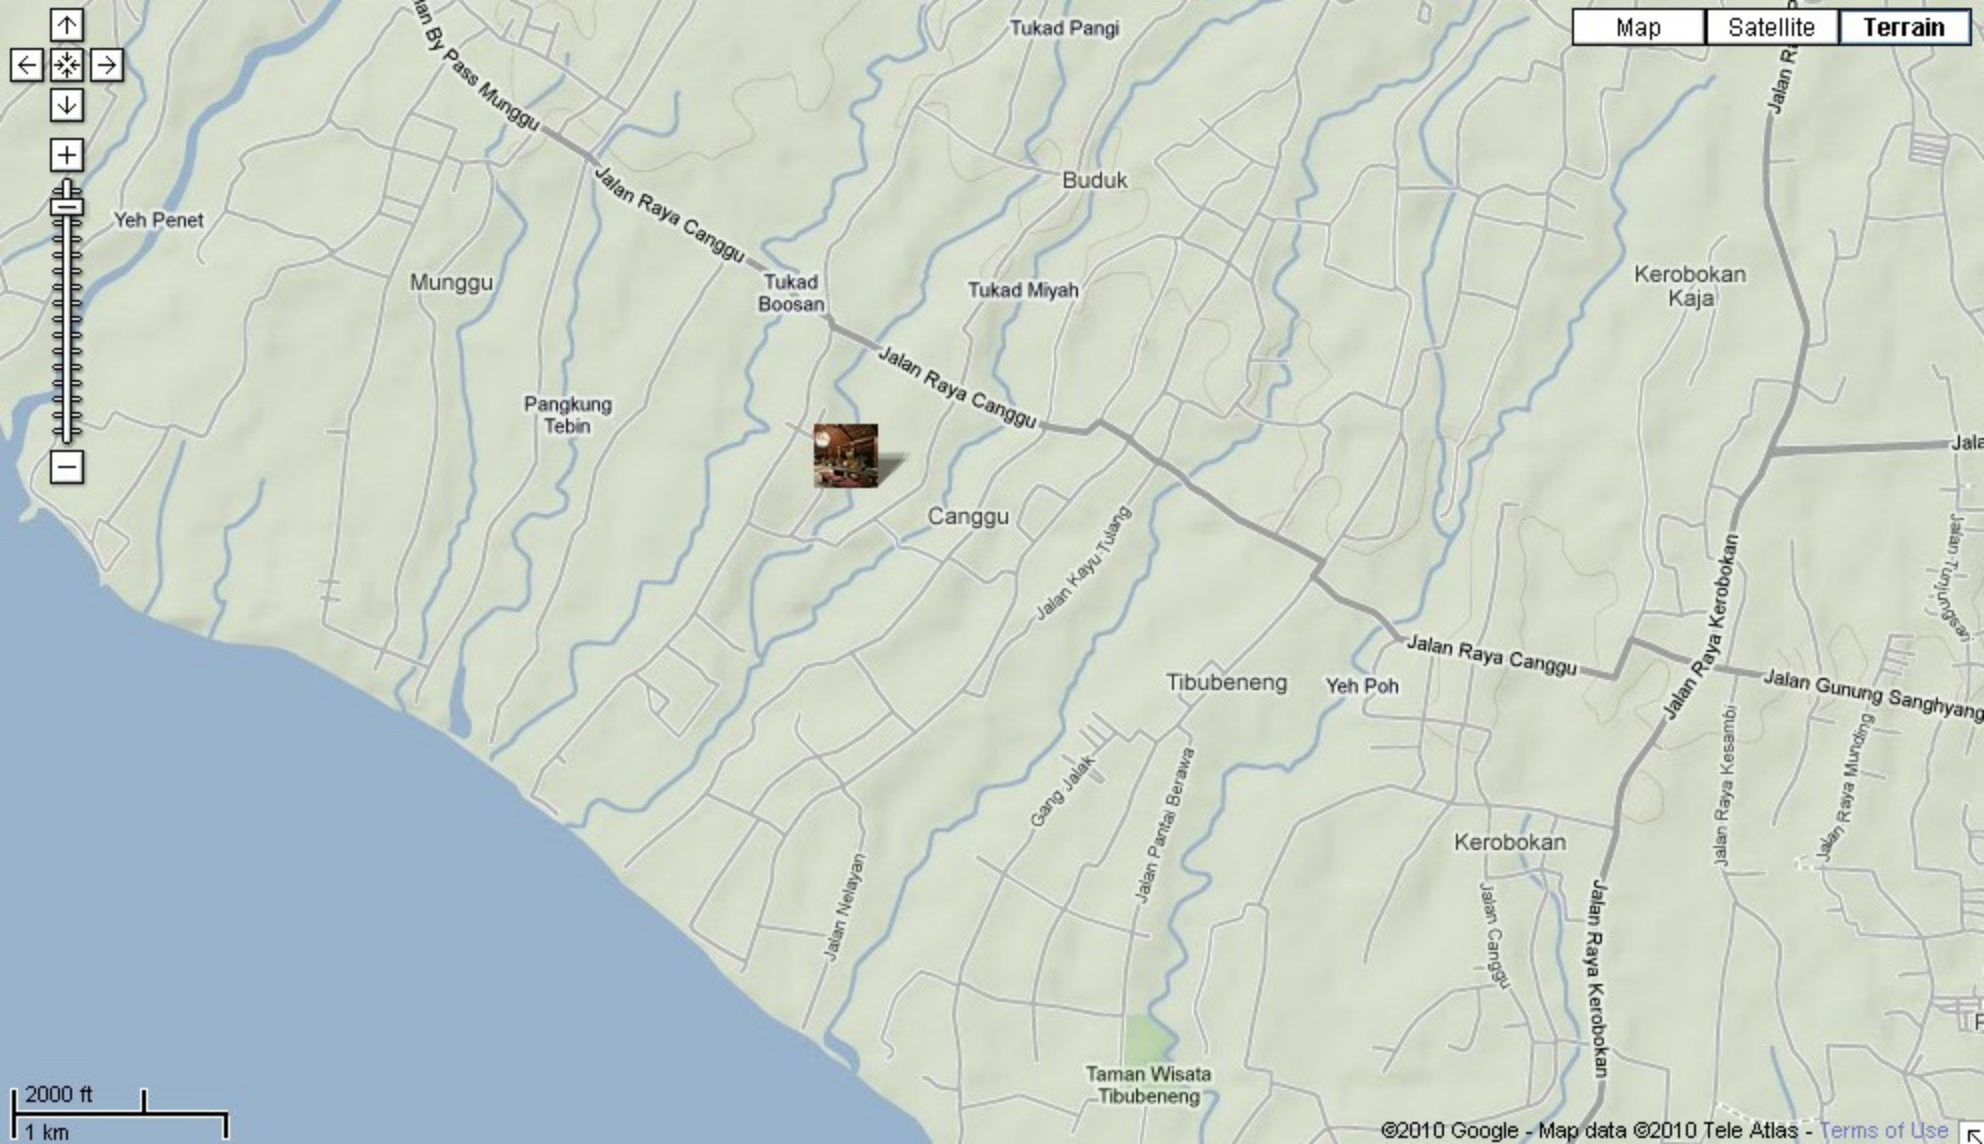 Tukad Pangi
Map
Satellite
Terrain
By Pass Munggu
Jalan Raya Canggu
Buduk
Yeh Penet
Munggu
Tukad
Boosan
Tukad Miyah
Kerobokan
Kaja
Jalan Raya Canggu
Pangkung
Tebin
Canggu
Jalan Kayu Tulang
Jalan Tunjungsari
Jalan Raya Kerobokan
Jalan Raya Canggu
Jalan Gunung Sanghyang
Tibubeneng
Yeh Poh
Gang Jalak
Jalan Pantai Berawa
Jalan Raya Kesambi
Jalan Raya Munding
Kerobokan
Jalan Nelayan
Jalan Canggu
Jalan Raya Kerobokan
Taman Wisata
Tibubeneng
2000 ft
1 km
©2010 Google - Map data ©2010 Tele Atlas - Terms of Use